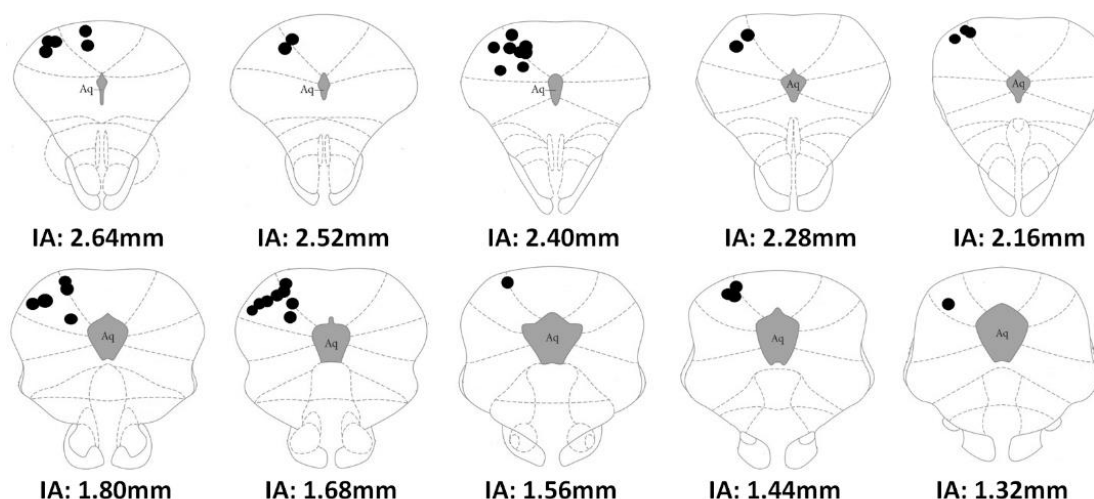 Aq Aq Aq Aq Aq
IA: 2.64mm IA: 2.52mm IA: 2.40mm IA: 2.28mm IA: 2.16mm
Aq Aq Aq Aq Aq
IA: 1.80mm IA: 1.68mm IA: 1.56mm IA: 1.44mm IA: 1.32mm